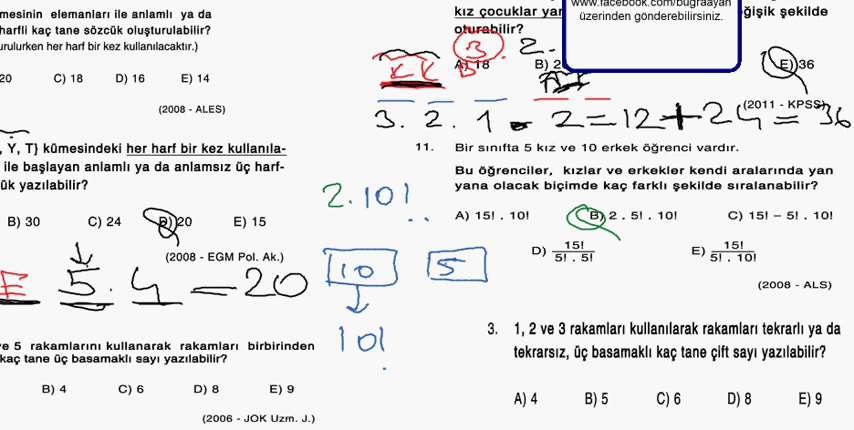 mesinin elemanları ile anlamlı ya da
harfli kaç tane sözcük oluşturulabilir?
urulurken her harf bir kez kullanılacaktır.)
20 C) 18 D) 16 E) 14
(2008 - ALES)
, Y, T} kümesindeki her harf bir kez kullanıla-
ile başlayan anlamlı ya da anlamsız üç harf-
ük yazılabilir?
B) 30 C) 24 D) 20 E) 15
(2008 - EGM Pol. Ak.)
E 5 . 4 = 20
ve 5 rakamlarını kullanarak rakamları birbirinden
kaç tane üç basamaklı sayı yazılabilir?
B) 4 C) 6 D) 8 E) 9
(2006 - JOK Uzm. J.)
2.10!
10 5
10!
www.facebook.com/bugraayan
üzerinden gönderebilirsiniz.
kız çocuklar yan
ğişik şekilde
oturabilir?
3 2.
A) 18 B) 2 E) 36
KK B
(2011 - KPSS)
3. 2. 1 . 2 = 12 + 24 = 36
11. Bir sınıfta 5 kız ve 10 erkek öğrenci vardır.
Bu öğrenciler, kızlar ve erkekler kendi aralarında yan
yana olacak biçimde kaç farklı şekilde sıralanabilir?
A) 15! . 10! B) 2 . 5! . 10! C) 15! – 5! . 10!
D) 15! / 5! . 5! E) 15! / 5! . 10!
(2008 - ALS)
3. 1, 2 ve 3 rakamları kullanılarak rakamları tekrarlı ya da
tekrarsız, üç basamaklı kaç tane çift sayı yazılabilir?
A) 4 B) 5 C) 6 D) 8 E) 9